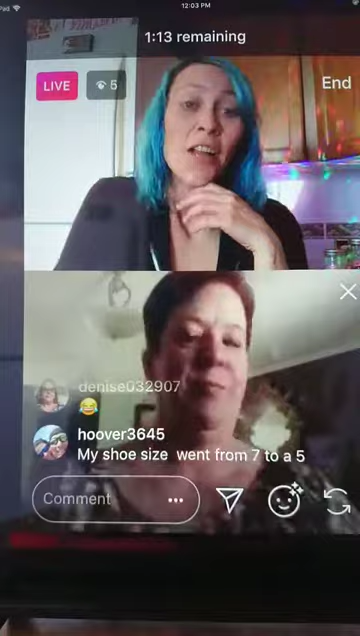 12:03 PM
1:13 remaining
LIVE
5
End
denise032907
😂
hoover3645
My shoe size went from 7 to a 5
Comment